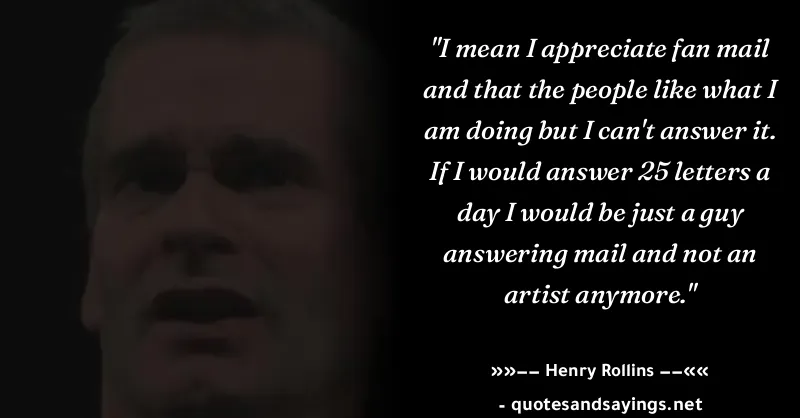 "I mean I appreciate fan mail
and that the people like what I
am doing but I can't answer it.
If I would answer 25 letters a
day I would be just a guy
answering mail and not an
artist anymore."
»»—— Henry Rollins ——««
- quotesandsayings.net